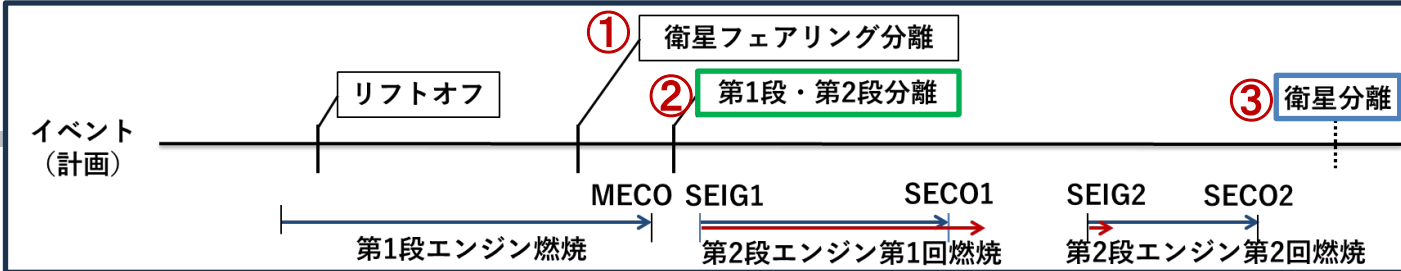 ① 衛星フェアリング分離
リフトオフ
② 第1段・第2段分離
③ 衛星分離
イベント
（計画）
MECO SEIG1 SECO1 SEIG2 SECO2
第1段エンジン燃焼
第2段エンジン第1回燃焼
第2段エンジン第2回燃焼